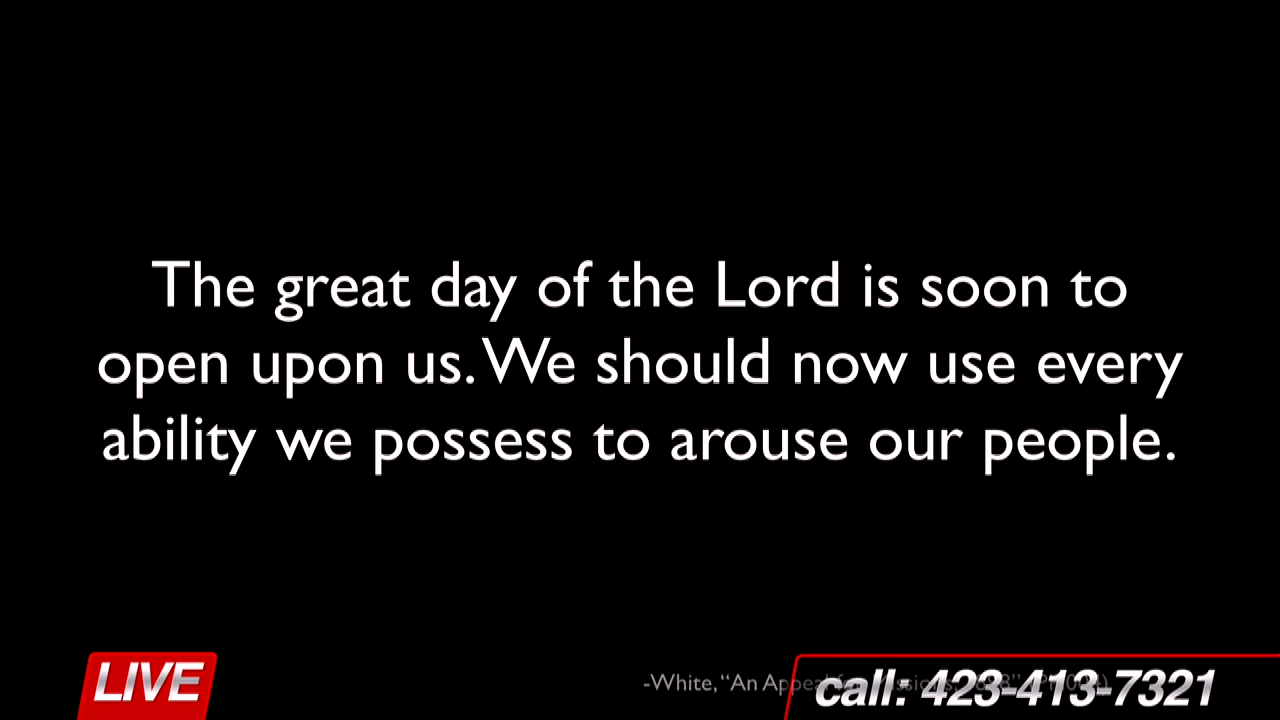 The great day of the Lord is soon to
open upon us. We should now use every
ability we possess to arouse our people.
LIVE
-White, “An Appeal
call: 423-413-7321